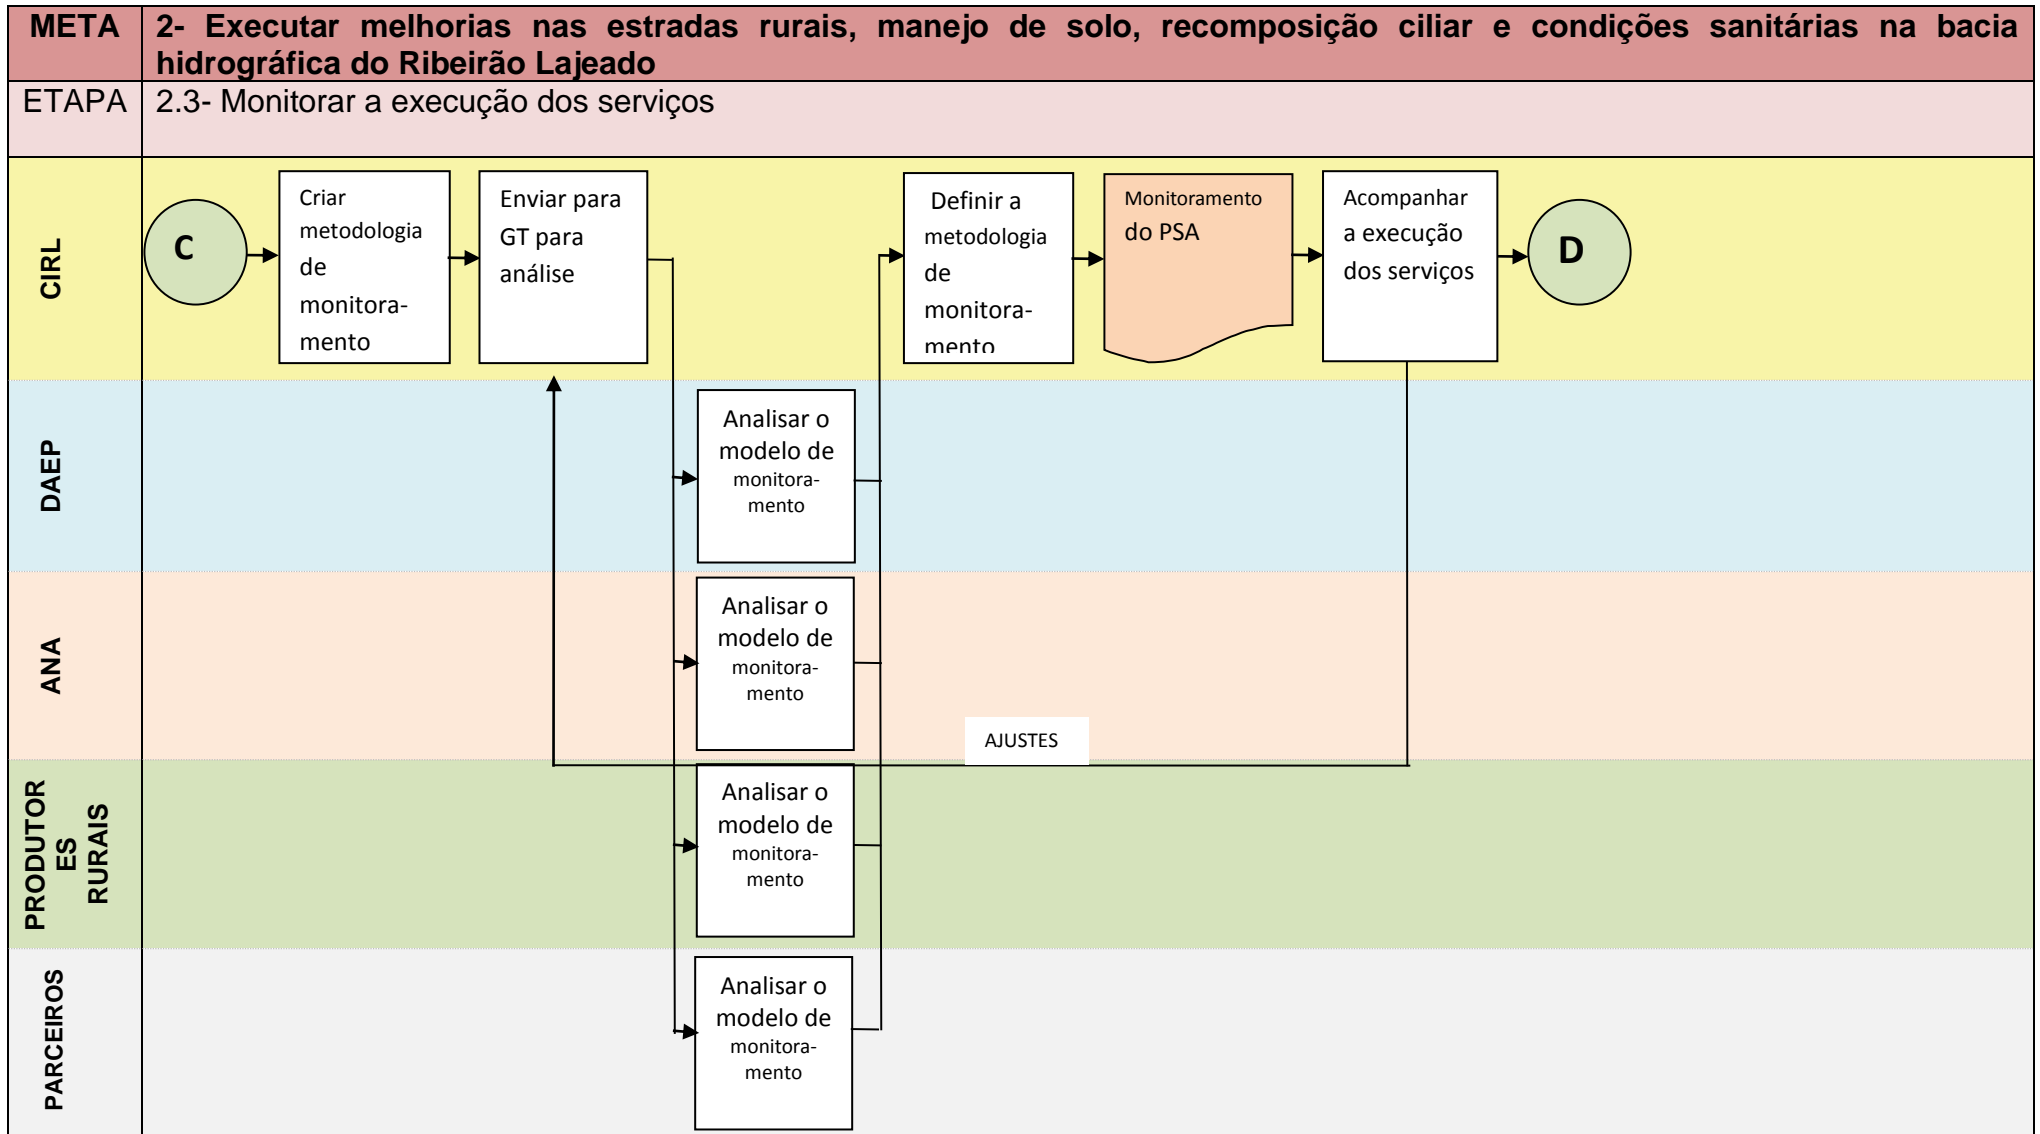 META
2- Executar melhorias nas estradas rurais, manejo de solo, recomposição ciliar e condições sanitárias na bacia
hidrográfica do Ribeirão Lajeado
ETAPA
2.3- Monitorar a execução dos serviços
CIRL
C
Criar
metodologia
de
monitora-
mento
Enviar para
GT para
análise
Definir a
metodologia
de
monitora-
mento
Monitoramento
do PSA
Acompanhar
a execução
dos serviços
D
DAEP
Analisar o
modelo de
monitora-
mento
ANA
Analisar o
modelo de
monitora-
mento
AJUSTES
PRODUTOR
ES
RURAIS
Analisar o
modelo de
monitora-
mento
PARCEIROS
Analisar o
modelo de
monitora-
mento